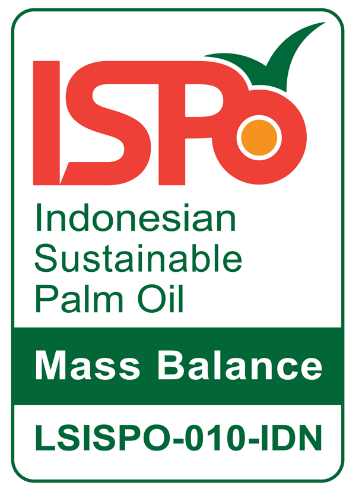 ISPO
Indonesian
Sustainable
Palm Oil
Mass Balance
LSISPO-010-IDN